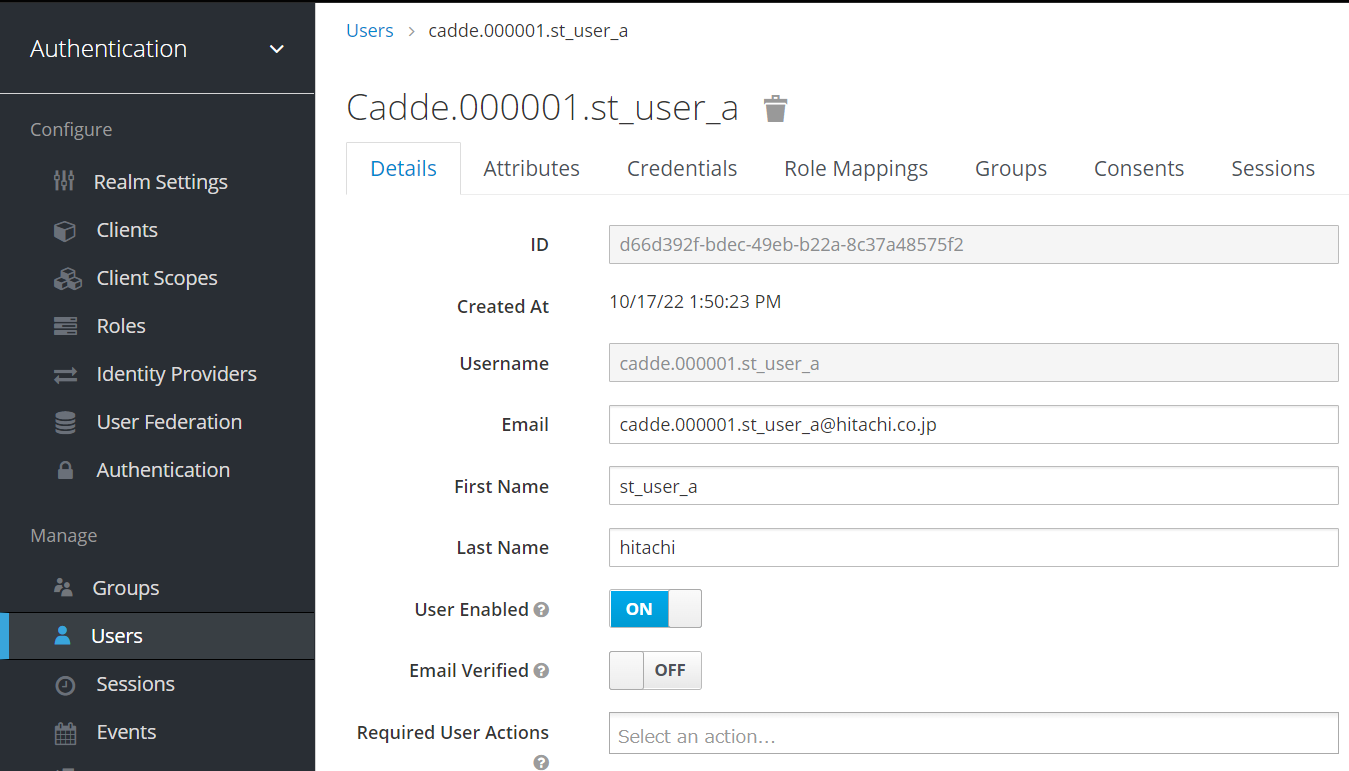 Authentication
Configure
Realm Settings
Clients
Client Scopes
Roles
Identity Providers
User Federation
Authentication
Manage
Groups
Users
Sessions
Events
Users > cadde.000001.st_user_a
Cadde.000001.st_user_a
Details Attributes Credentials Role Mappings Groups Consents Sessions
ID d66d392f-bdec-49eb-b22a-8c37a48575f2
Created At 10/17/22 1:50:23 PM
Username cadde.000001.st_user_a
Email cadde.000001.st_user_a@hitachi.co.jp
First Name st_user_a
Last Name hitachi
User Enabled ? ON
Email Verified ? OFF
Required User Actions Select an action...
?